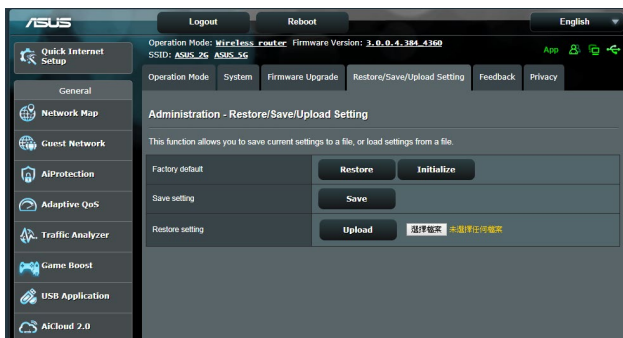 ASUS
Logout
Reboot
English
Quick Internet Setup
Operation Mode: Wireless router Firmware Version: 3.0.0.4.384_4360
SSID: ASUS_2G ASUS_5G
App
Operation Mode
System
Firmware Upgrade
Restore/Save/Upload Setting
Feedback
Privacy
General
Network Map
Guest Network
AiProtection
Adaptive QoS
Traffic Analyzer
Game Boost
USB Application
AiCloud 2.0
Administration - Restore/Save/Upload Setting
This function allows you to save current settings to a file, or load settings from a file.
Factory default
Restore
Initialize
Save setting
Save
Restore setting
Upload
選擇檔案 未選擇任何檔案